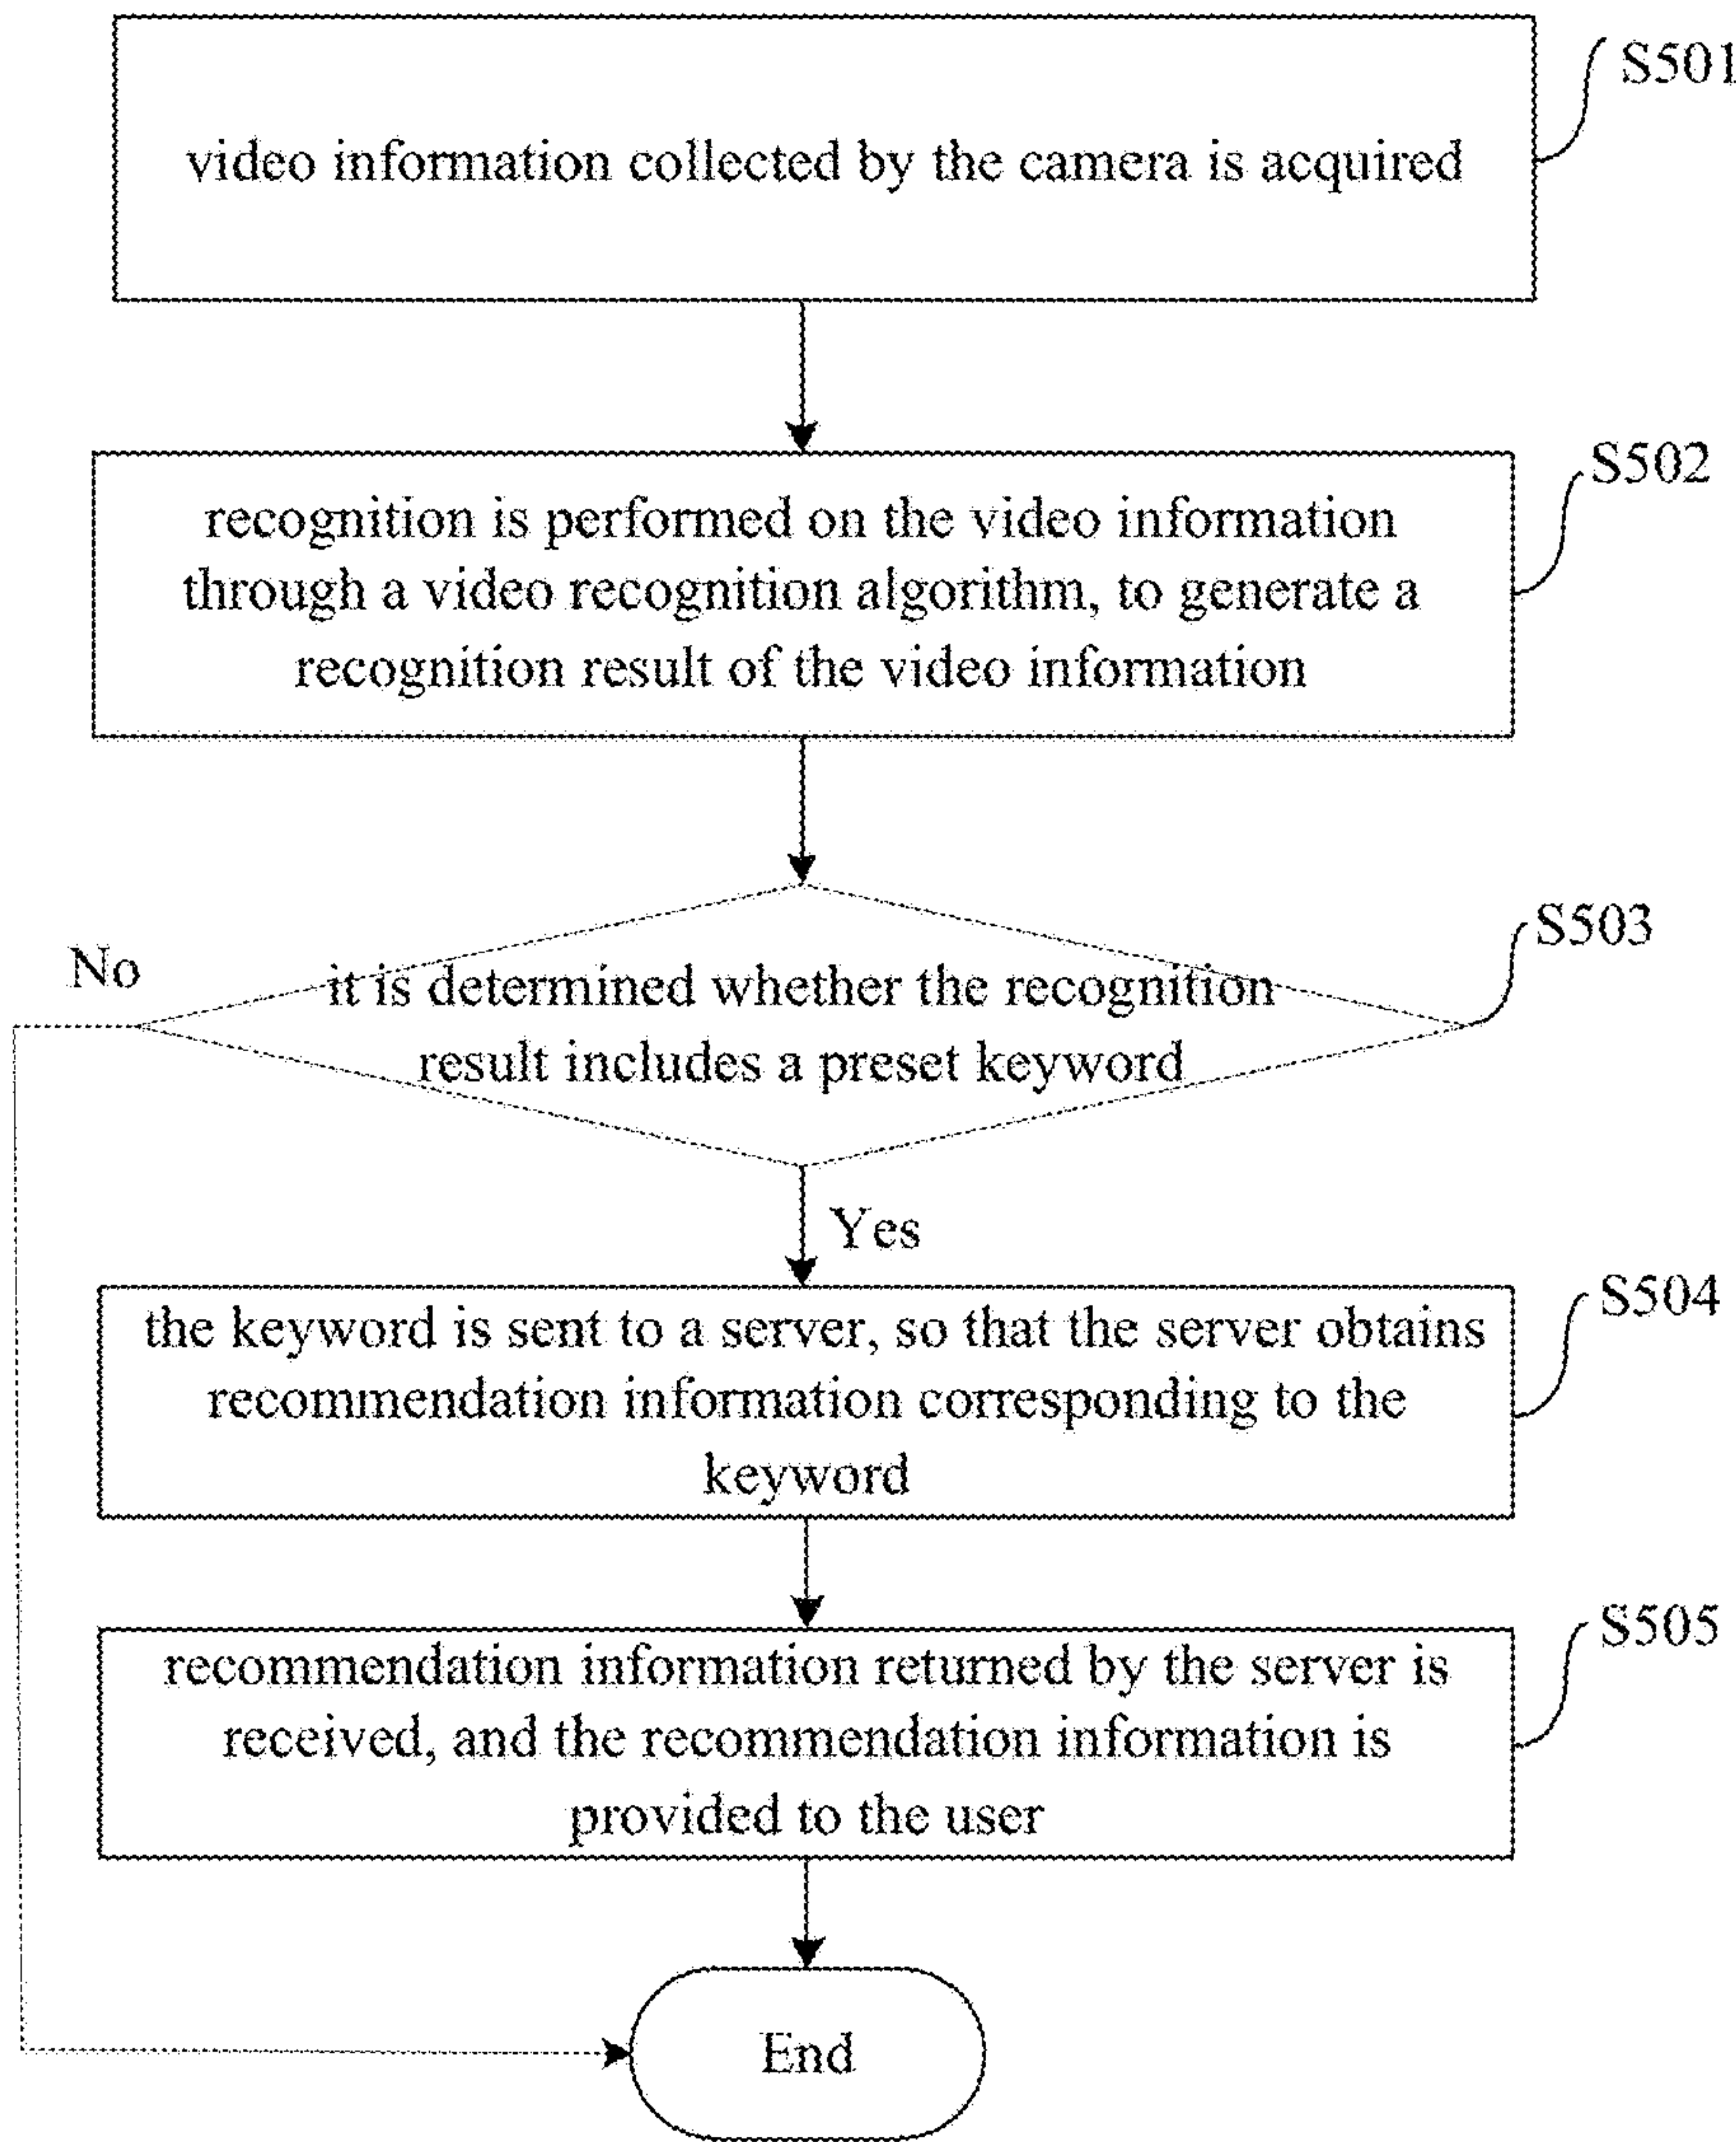 S501
video information collected by the camera is acquired
S502
recognition is performed on the video information
through a video recognition algorithm, to generate a
recognition result of the video information
S503
No
it is determined whether the recognition
result includes a preset keyword
Yes
S504
the keyword is sent to a server, so that the server obtains
recommendation information corresponding to the
keyword
S505
recommendation information returned by the server is
received, and the recommendation information is
provided to the user
End